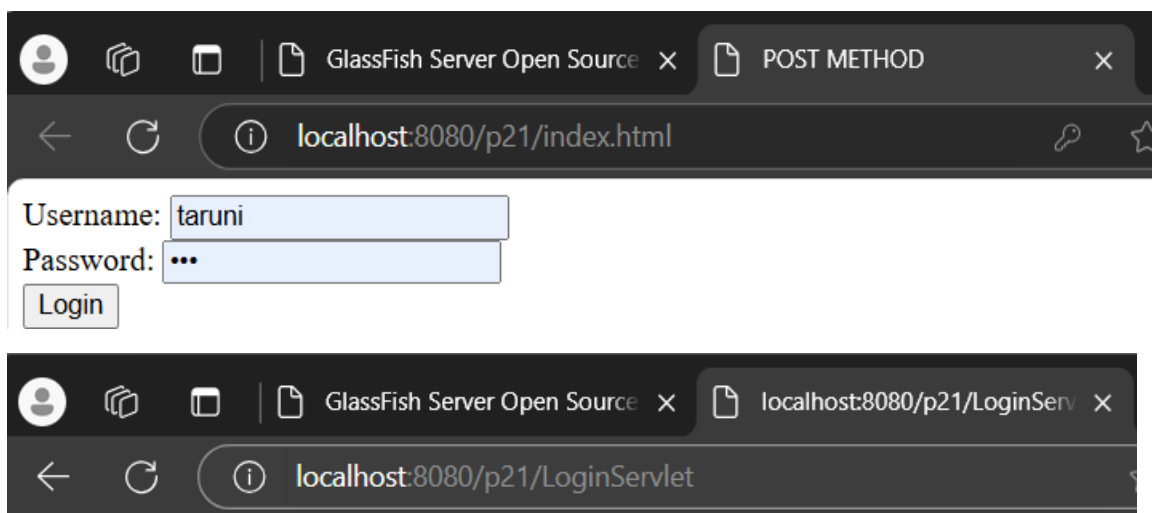 GlassFish Server Open Source
POST METHOD
localhost:8080/p21/index.html
Username: taruni
Password: •••
Login
GlassFish Server Open Source
localhost:8080/p21/LoginServ
localhost:8080/p21/LoginServlet